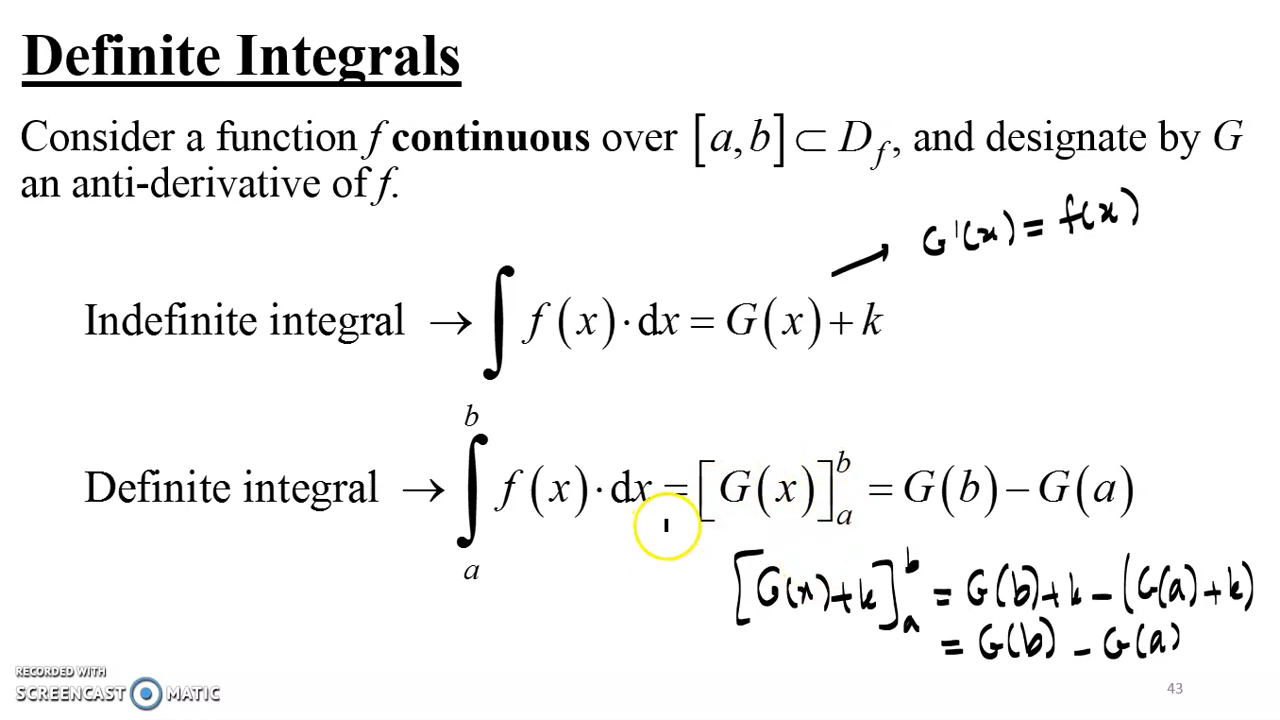 Definite Integrals
Consider a function f continuous over [a,b] ⊂ D_f, and designate by G
an anti-derivative of f.
G'(x) = f(x)
Indefinite integral → ∫ f(x)·dx = G(x)+k
Definite integral → ∫_a^b f(x)·dx = [G(x)]_a^b = G(b)−G(a)
[G(x)+k]_a^b = G(b)+k−(G(a)+k)
= G(b) − G(a)
RECORDED WITH
SCREENCAST MATIC
43